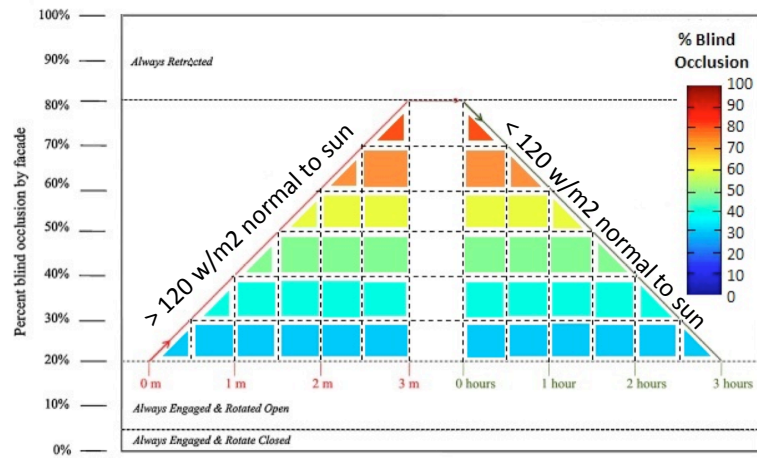 100%
90%
80%
70%
60%
50%
40%
30%
20%
10%
0%
Percent blind occlusion by facade
Always Retracted
> 120 w/m2 normal to sun
< 120 w/m2 normal to sun
% Blind
Occlusion
100
90
80
70
60
50
40
30
20
10
0
0 m
1 m
2 m
3 m
0 hours
1 hour
2 hours
3 hours
Always Engaged & Rotated Open
Always Engaged & Rotate Closed